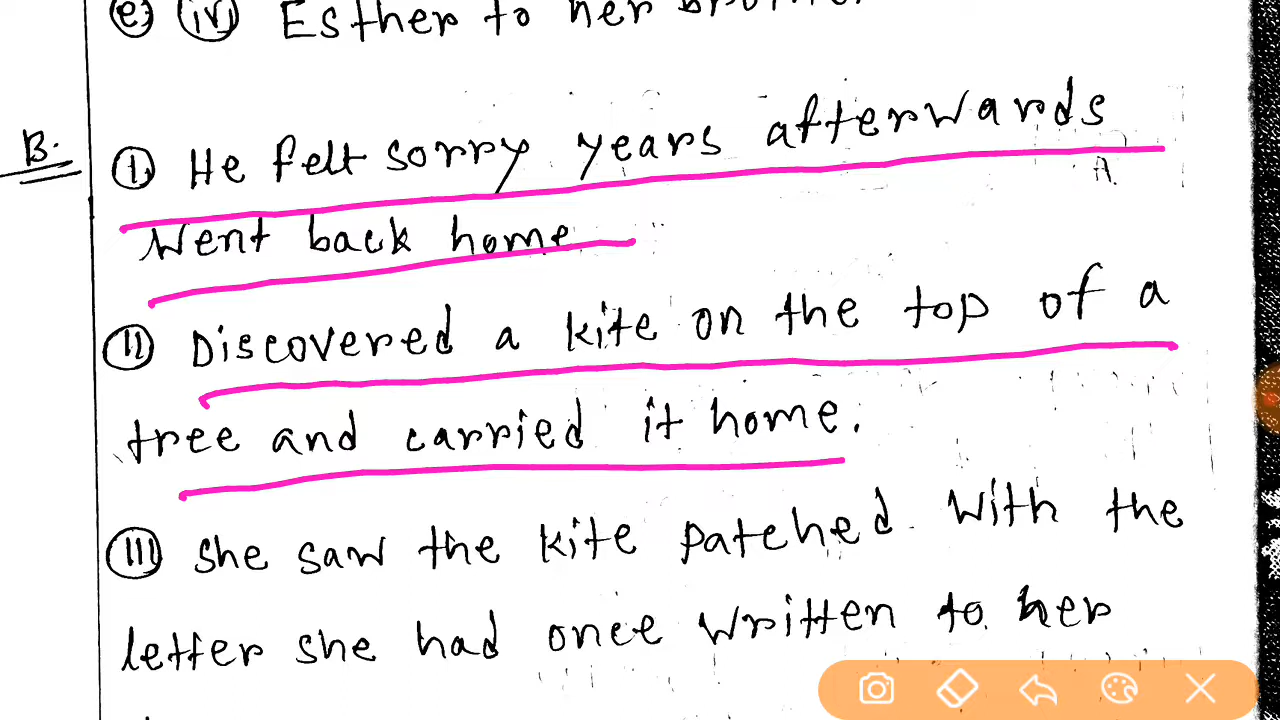 (e) (iv) Esther to her brother
B.
(i) He felt sorry years afterwards
A.
Went back home
(ii) Discovered a kite on the top of a
tree and carried it home.
(iii) She saw the kite patched with the
letter she had once written to her